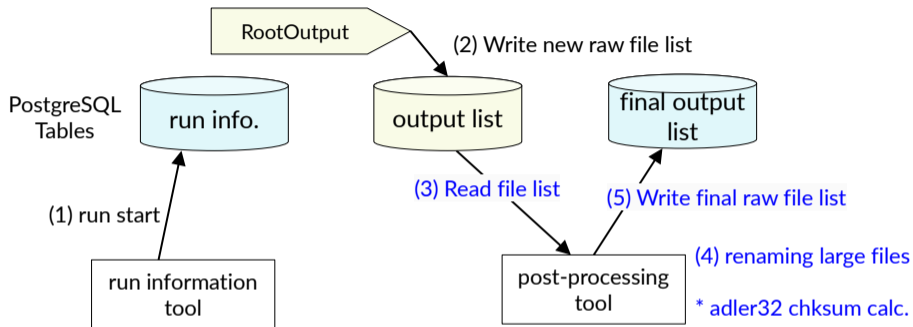 RootOutput
(2) Write new raw file list
PostgreSQL
Tables
run info.
output list
final output
list
(3) Read file list
(5) Write final raw file list
(1) run start
run information
tool
post-processing
tool
(4) renaming large files
* adler32 chksum calc.